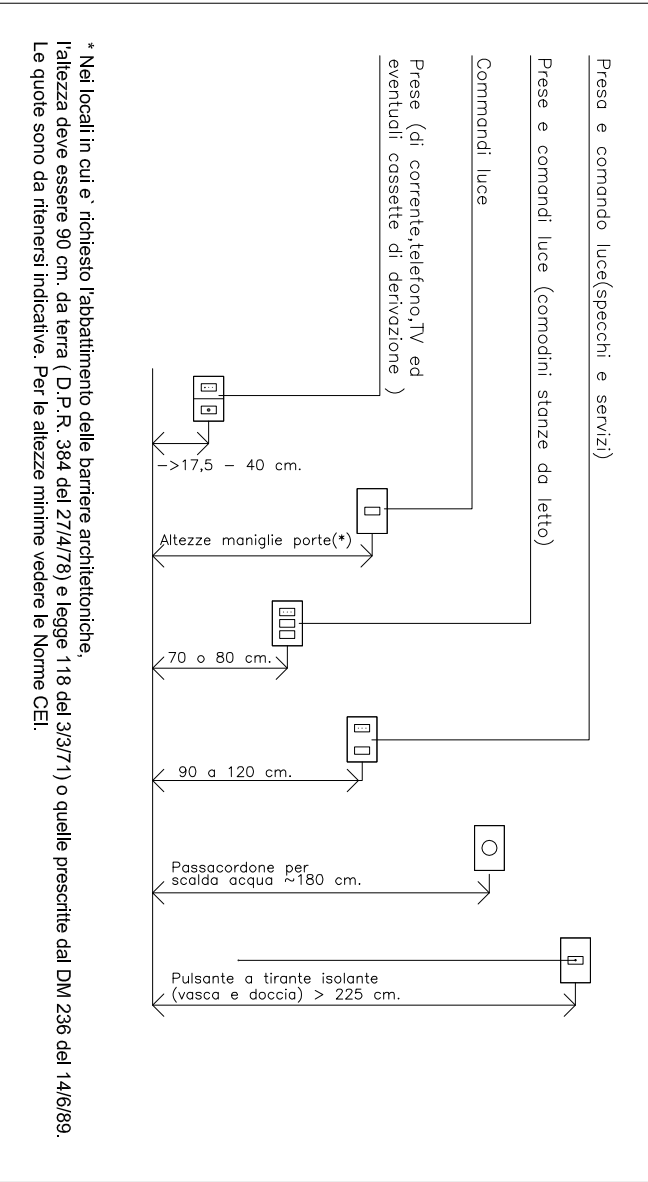 Presa e comando luce(specchi e servizi)
Prese e comandi luce (comodini stanze da letto)
Commandi luce
Prese (di corrente,telefono,TV ed
eventuali cassette di derivazione )
->17,5 - 40 cm.
Altezze maniglie porte(*)
70 o 80 cm.
90 a 120 cm.
Passacordone per
scalda acqua ~180 cm.
Pulsante a tirante isolante
(vasca e doccia) > 225 cm.
* Nei locali in cui e` richiesto l'abbattimento delle barriere architettoniche,
l'altezza deve essere 90 cm. da terra ( D.P.R. 384 del 27/4/78) e legge 118 del 3/3/71) o quelle prescritte dal DM 236 del 14/6/89.
Le quote sono da ritenersi indicative. Per le altezze minime vedere le Norme CEI.